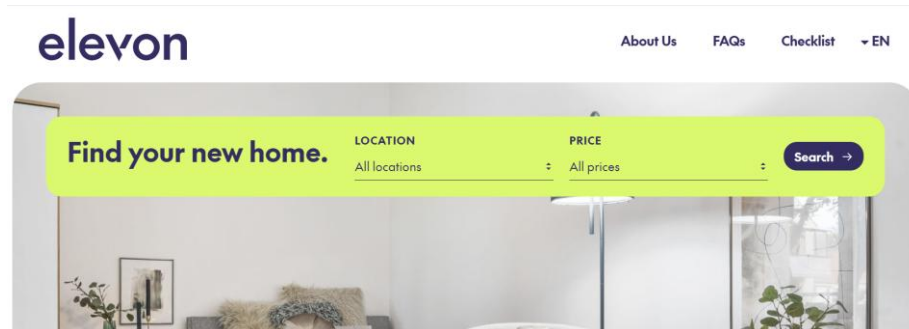 elevon
About Us FAQs Checklist EN
Find your new home.
LOCATION
All locations
PRICE
All prices
Search →